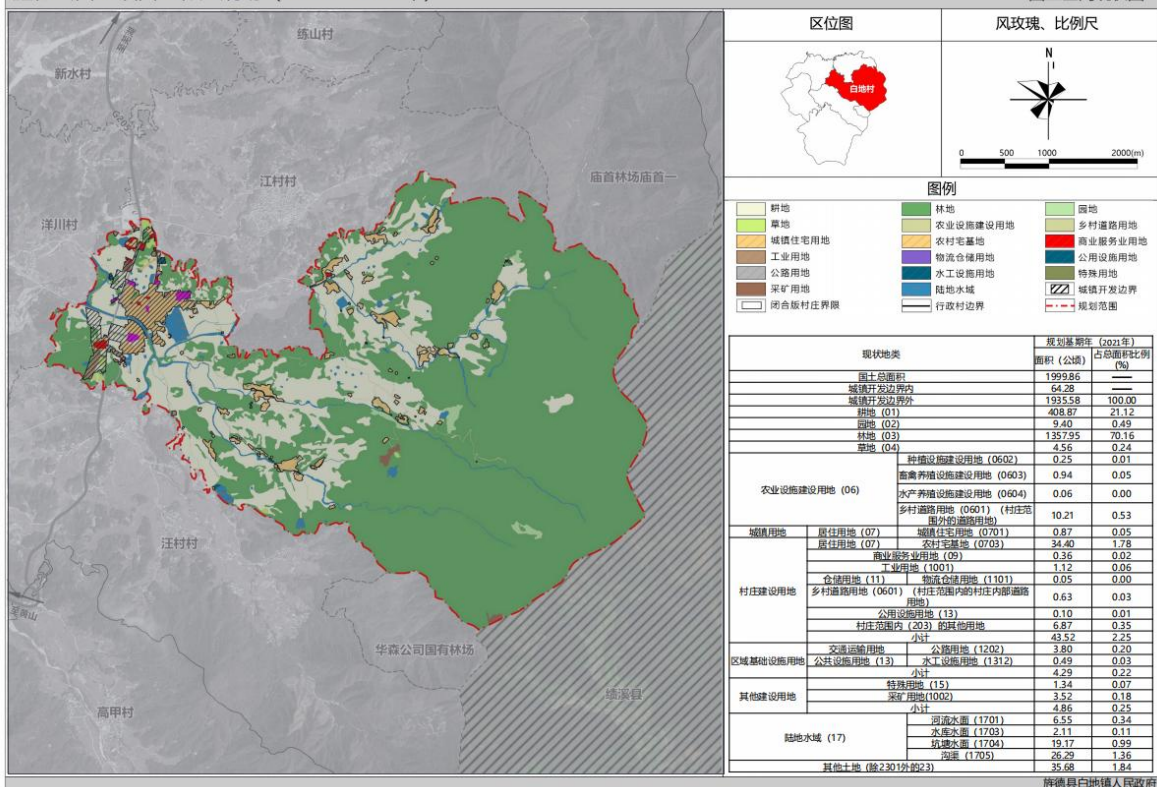 区位图
风玫瑰、比例尺
白地村
N
0 500 1000 2000(m)
练山村
新水村
至芜湖
G205
江村村
庙首林场庙首一
洋川村
汪村村
至黄山
华森公司国有林场
绩溪县
高甲村
图例
耕地 林地 园地
草地 农业设施建设用地 乡村道路用地
城镇住宅用地 农村宅基地 商业服务业用地
工业用地 物流仓储用地 公用设施用地
公路用地 水工设施用地 特殊用地
采矿用地 陆地水域 城镇开发边界
闭合版村庄界限 行政村边界 规划范围
现状地类 规划基期年(2021年)
面积(公顷) 占总面积比例(%)
国土总面积 1999.86 ——
城镇开发边界内 64.28 ——
城镇开发边界外 1935.58 100.00
耕地(01) 408.87 21.12
园地(02) 9.40 0.49
林地(03) 1357.95 70.16
草地(04) 4.56 0.24
农业设施建设用地(06) 种植设施建设用地(0602) 0.25 0.01
畜禽养殖设施建设用地(0603) 0.94 0.05
水产养殖设施建设用地(0604) 0.06 0.00
乡村道路用地(0601)(村庄范围外的道路用地) 10.21 0.53
城镇用地 居住用地(07) 城镇住宅用地(0701) 0.87 0.05
村庄建设用地 居住用地(07) 农村宅基地(0703) 34.40 1.78
商业服务业用地(09) 0.36 0.02
工业用地(1001) 1.12 0.06
仓储用地(11) 物流仓储用地(1101) 0.05 0.00
乡村道路用地(0601)(村庄范围内的村庄内部道路用地) 0.63 0.03
公用设施用地(13) 0.10 0.01
村庄范围内(203)的其他用地 6.87 0.35
小计 43.52 2.25
区域基础设施用地 交通运输用地 公路用地(1202) 3.80 0.20
公共设施用地(13) 水工设施用地(1312) 0.49 0.03
小计 4.29 0.22
其他建设用地 特殊用地(15) 1.34 0.07
采矿用地(1002) 3.52 0.18
小计 4.86 0.25
陆地水域(17) 河流水面(1701) 6.55 0.34
水库水面(1703) 2.11 0.11
坑塘水面(1704) 19.17 0.99
沟渠(1705) 26.29 1.36
其他土地(除2301外的23) 35.68 1.84
旌德县白地镇人民政府